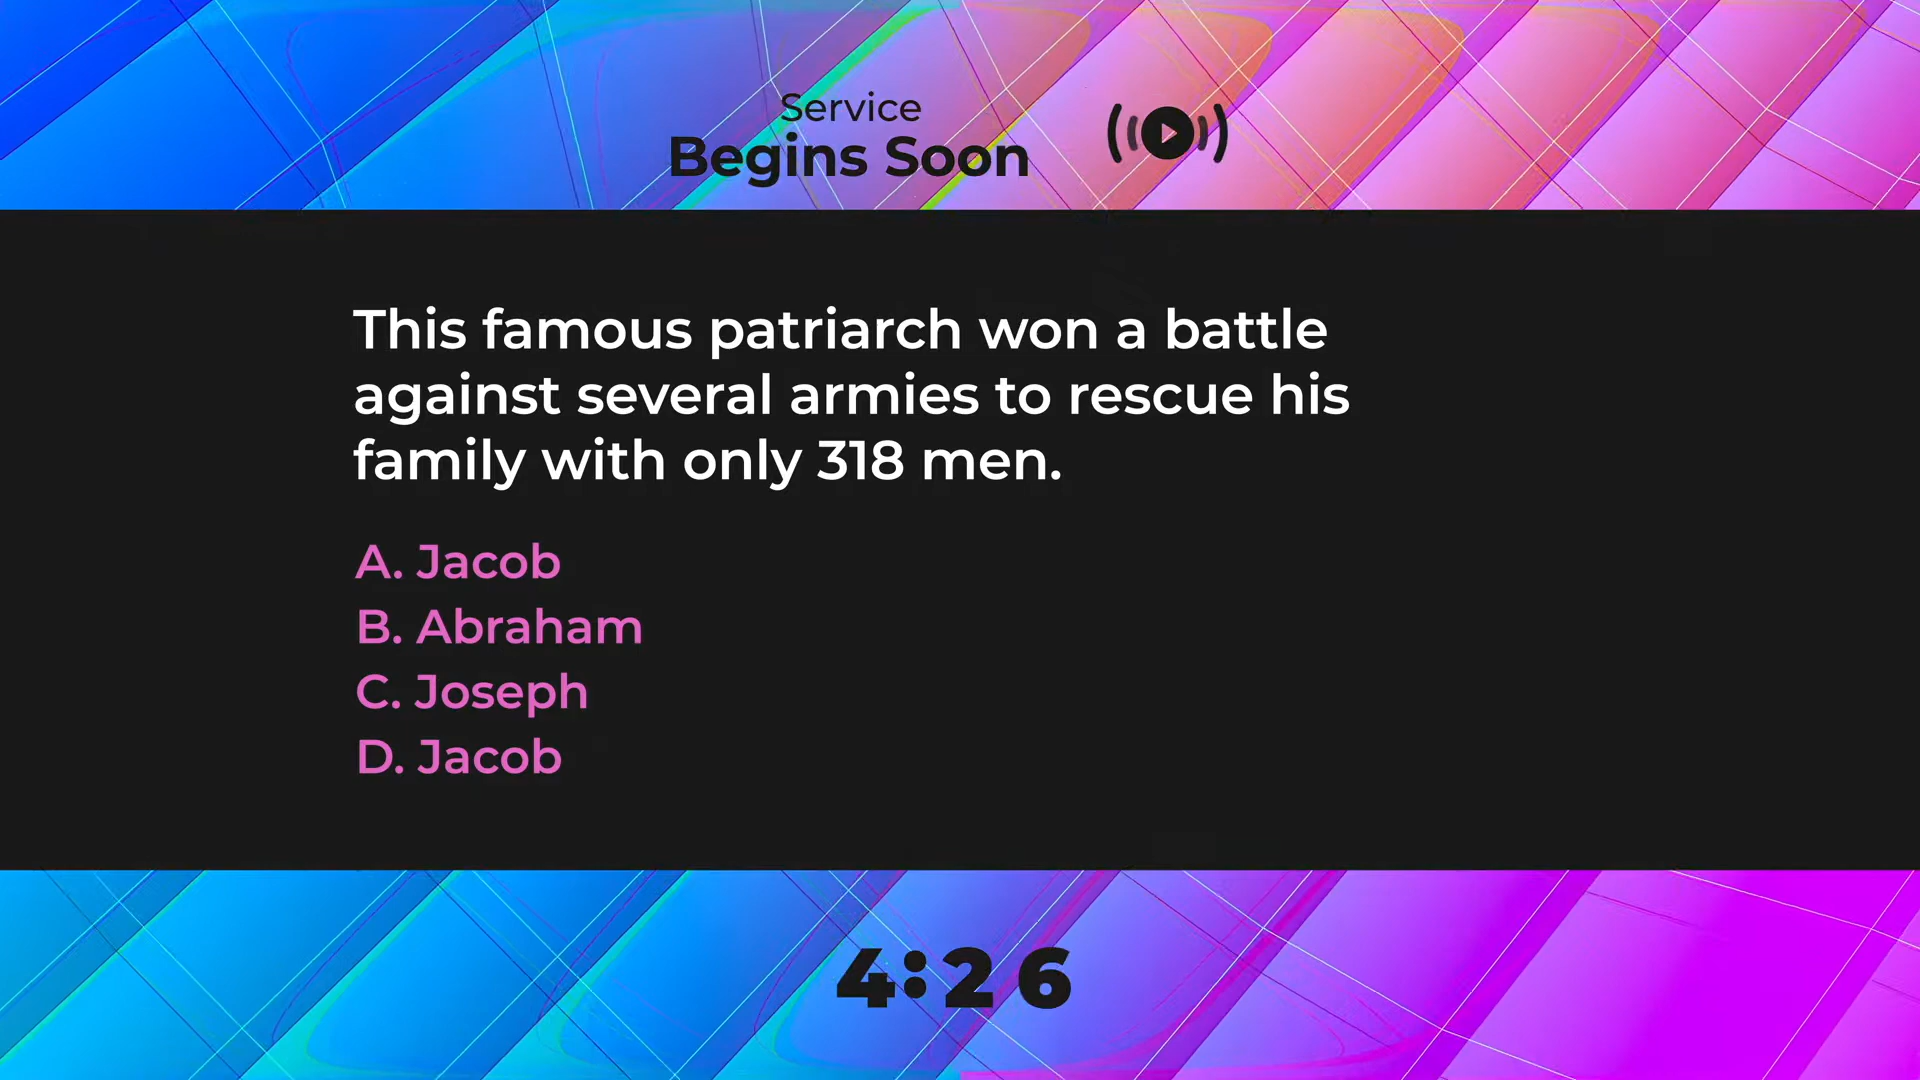 Service
Begins Soon
This famous patriarch won a battle
against several armies to rescue his
family with only 318 men.
A. Jacob
B. Abraham
C. Joseph
D. Jacob
4:26